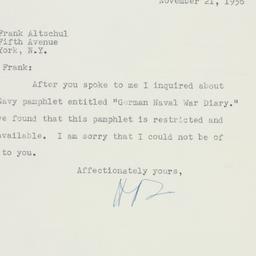 November 21, 1956
Frank Altschul
Fifth Avenue
York, N.Y.
Frank:
After you spoke to me I inquired about
Navy pamphlet entitled "German Naval War Diary."
ve found that this pamphlet is restricted and
available. I am sorry that I could not be of
to you.
Affectionately yours,